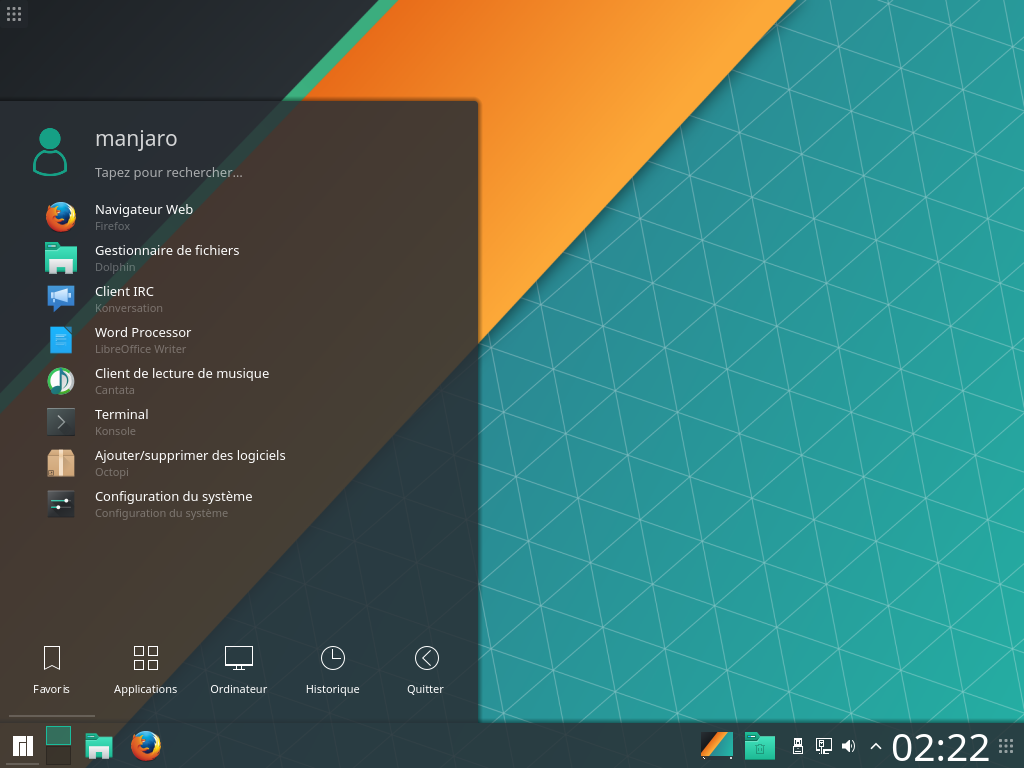 manjaro
Tapez pour rechercher...
Navigateur Web
Firefox
Gestionnaire de fichiers
Dolphin
Client IRC
Konversation
Word Processor
LibreOffice Writer
Client de lecture de musique
Cantata
Terminal
Konsole
Ajouter/supprimer des logiciels
Octopi
Configuration du système
Configuration du système
Favoris Applications Ordinateur Historique Quitter
02:22